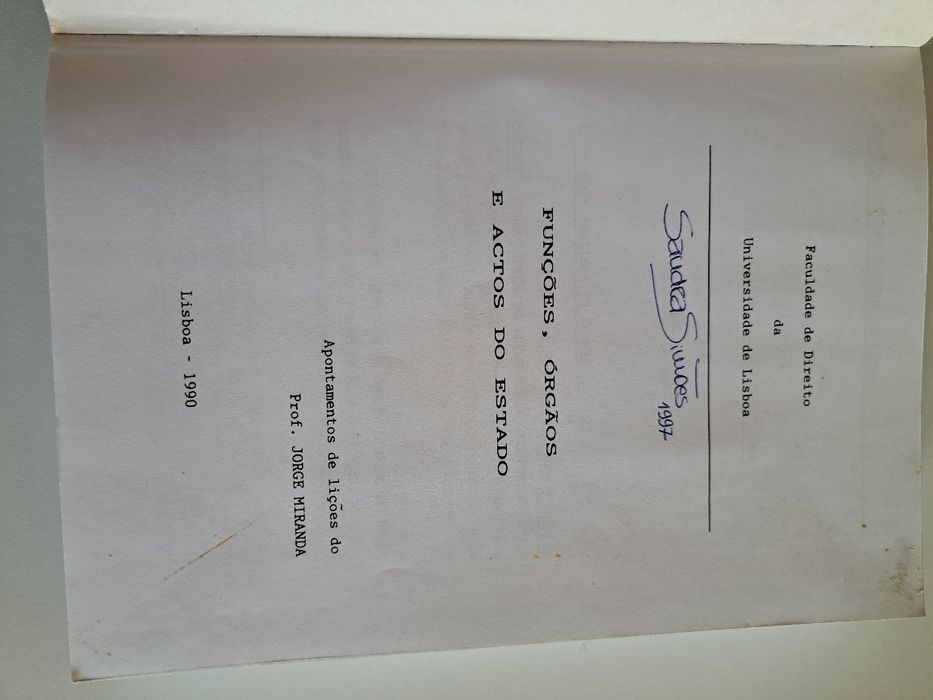 Faculdade de Direito
da
Universidade de Lisboa
Sandra Simões
1997
FUNÇÕES, ÓRGÃOS
E ACTOS DO ESTADO
Apontamentos de lições do
Prof. JORGE MIRANDA
Lisboa - 1990